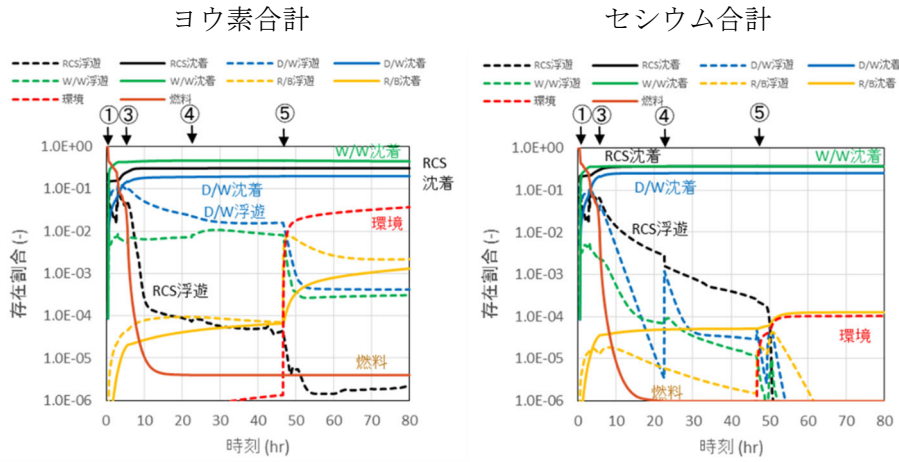 ヨウ素合計
RCS浮遊 RCS沈着 D/W浮遊 D/W沈着
W/W浮遊 W/W沈着 R/B浮遊 R/B沈着
環境 燃料
① ③ ④ ⑤
1.0E+00
1.0E-01
1.0E-02
1.0E-03
1.0E-04
1.0E-05
1.0E-06
存在割合 (-)
W/W沈着
RCS
沈着
D/W沈着
D/W浮遊
環境
RCS浮遊
燃料
0 10 20 30 40 50 60 70 80
時刻 (hr)
セシウム合計
RCS浮遊 RCS沈着 D/W浮遊 D/W沈着
W/W浮遊 W/W沈着 R/B浮遊 R/B沈着
環境 燃料
① ③ ④ ⑤
1.0E+00
1.0E-01
1.0E-02
1.0E-03
1.0E-04
1.0E-05
1.0E-06
存在割合 (-)
RCS沈着
W/W沈着
D/W沈着
RCS浮遊
環境
燃料
0 10 20 30 40 50 60 70 80
時刻 (hr)